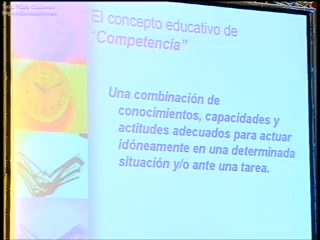 El concepto educativo de
"Competencia"
Una combinación de
conocimientos, capacidades y
actitudes adecuados para actuar
idóneamente en una determinada
situación y/o ante una tarea.